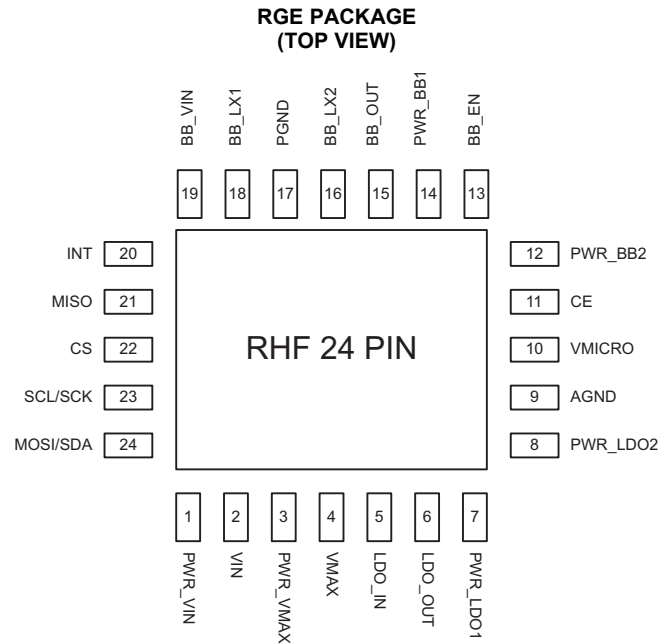 RGE PACKAGE
(TOP VIEW)
BB_VIN
BB_LX1
PGND
BB_LX2
BB_OUT
PWR_BB1
BB_EN
19
18
17
16
15
14
13
INT 20
MISO 21
CS 22
SCL/SCK 23
MOSI/SDA 24
RHF 24 PIN
12 PWR_BB2
11 CE
10 VMICRO
9 AGND
8 PWR_LDO2
1
2
3
4
5
6
7
PWR_VIN
VIN
PWR_VMAX
VMAX
LDO_IN
LDO_OUT
PWR_LDO1